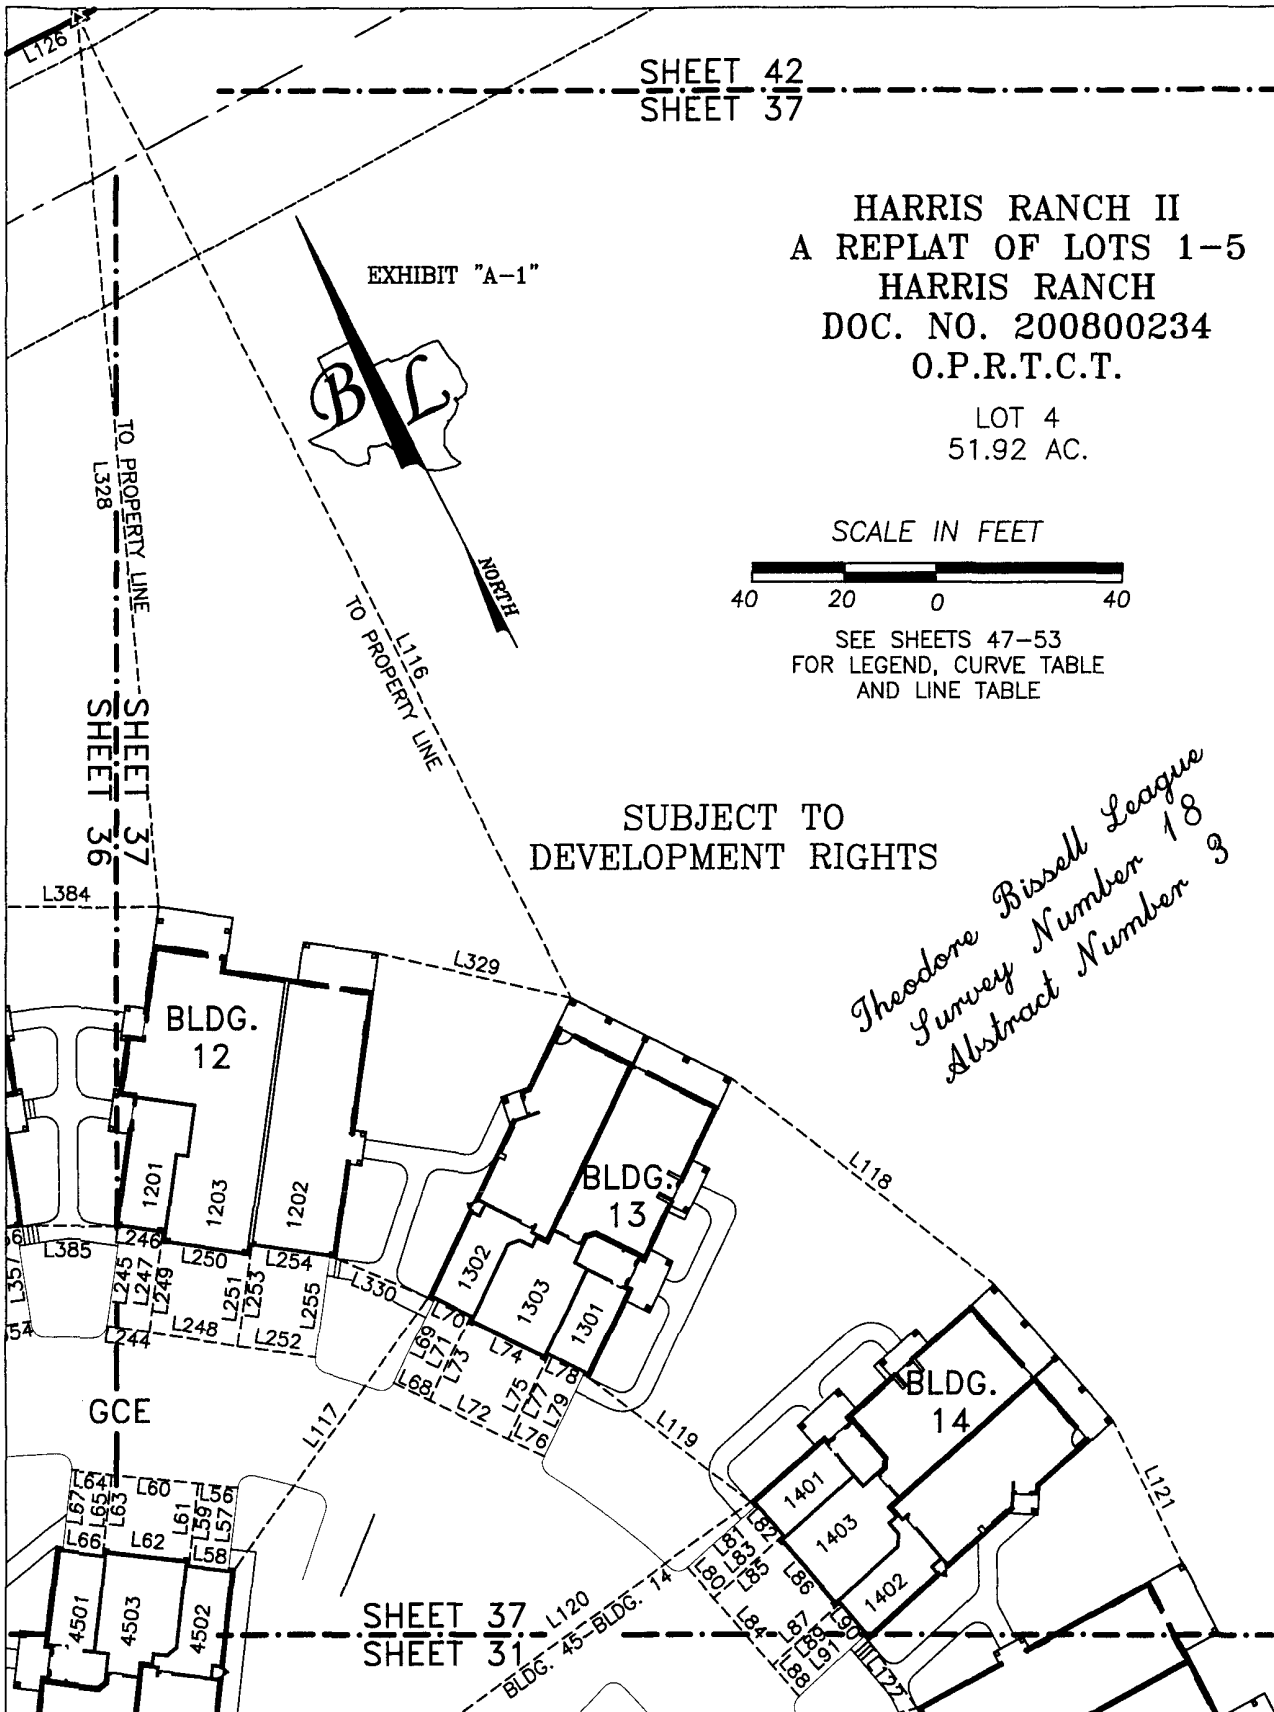 L126
SHEET 42
SHEET 37
HARRIS RANCH II
A REPLAT OF LOTS 1-5
HARRIS RANCH
DOC. NO. 200800234
O.P.R.T.C.T.
LOT 4
51.92 AC.
EXHIBIT "A-1"
B L
NORTH
SCALE IN FEET
40 20 0 40
SEE SHEETS 47-53
FOR LEGEND, CURVE TABLE
AND LINE TABLE
TO PROPERTY LINE
L328
L116
TO PROPERTY LINE
SHEET 37
SHEET 36
SUBJECT TO
DEVELOPMENT RIGHTS
Theodore Bissell League
Survey Number 18
Abstract Number 3
L384
L329
BLDG.
12
1201
1203
1202
L118
BLDG.
13
1302
1303
1301
L385
L246
L250
L254
L330
L357
L245
L247
L249
L251
L253
L255
L244
L248
L252
L70
L69
L71
L73
L74
L78
L68
L72
L75
L77
L79
L76
GCE
L117
L119
BLDG.
14
1401
1403
1402
L121
L64
L60
L56
L67
L65
L63
L61
L59
L57
L66
L62
L58
4501
4503
4502
L82
L81
L83
L85
L80
L86
L84
L87
L89
L91
L88
L90
L122
L120
BLDG. 45-BLDG. 14
SHEET 37
SHEET 31